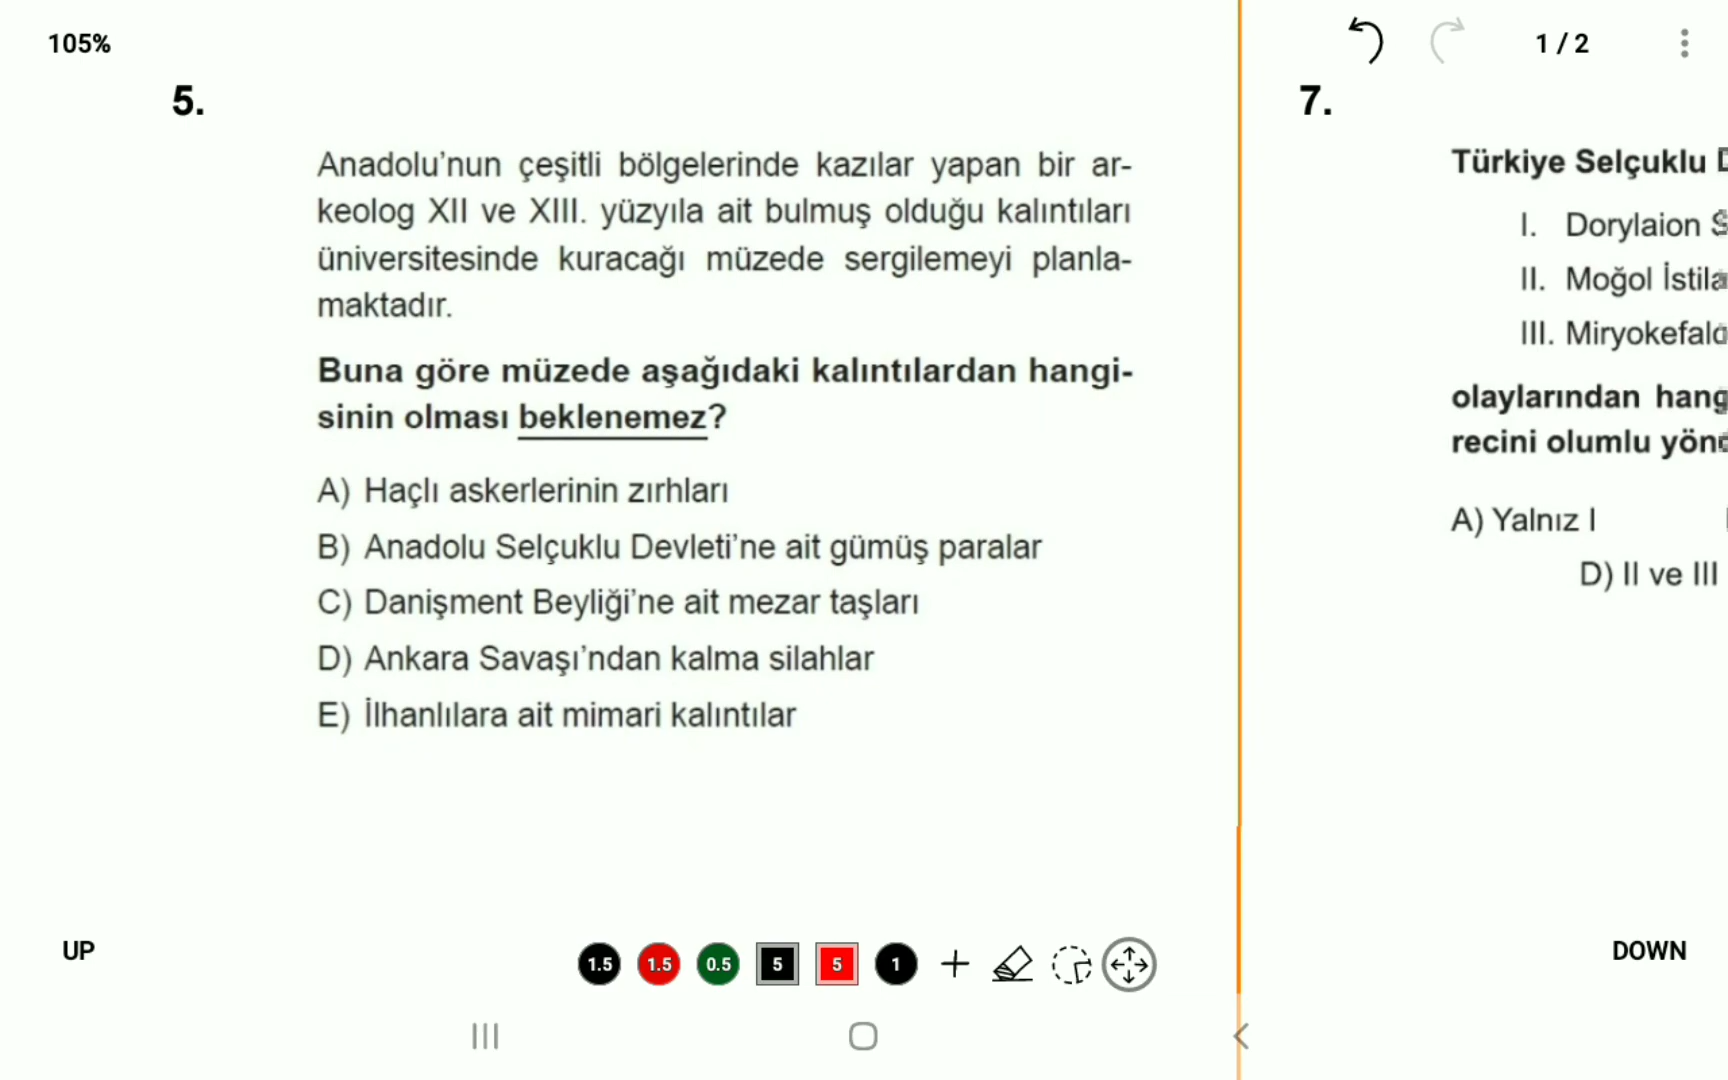 105%
1 / 2
5.
Anadolu’nun çeşitli bölgelerinde kazılar yapan bir ar-
keolog XII ve XIII. yüzyıla ait bulmuş olduğu kalıntıları
üniversitesinde kuracağı müzede sergilemeyi planla-
maktadır.
Buna göre müzede aşağıdaki kalıntılardan hangi-
sinin olması beklenemez?
A) Haçlı askerlerinin zırhları
B) Anadolu Selçuklu Devleti’ne ait gümüş paralar
C) Danişment Beyliği’ne ait mezar taşları
D) Ankara Savaşı’ndan kalma silahlar
E) İlhanlılara ait mimari kalıntılar
7.
Türkiye Selçuklu
I. Dorylaion
II. Moğol
III.
olaylarından
recini olumlu
A) Yalnız I
D) II ve III
UP
1.5 1.5 0.5 5 5 1
DOWN